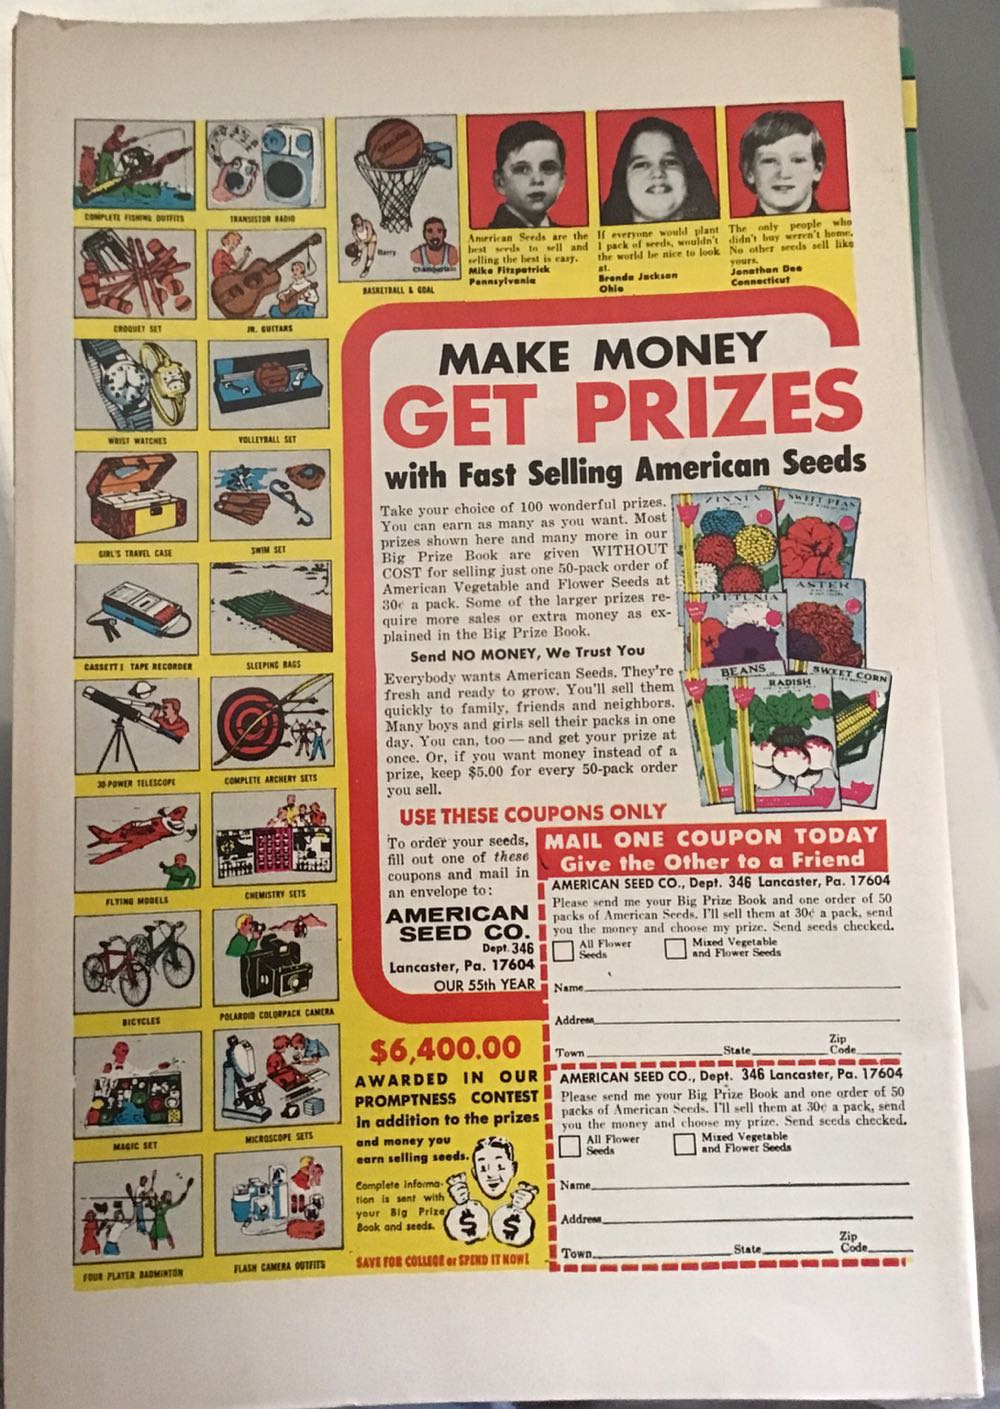 COMPLETE FISHING OUTFITS
TRANSISTOR RADIO
Spalding
Barry
Chamberlain
BASKETBALL & GOAL
CROQUET SET
JR. GUITARS
WRIST WATCHES
VOLLEYBALL SET
GIRL'S TRAVEL CASE
SWIM SET
CASSETTE TAPE RECORDER
SLEEPING BAGS
30-POWER TELESCOPE
COMPLETE ARCHERY SETS
FLYING MODELS
CHEMISTRY SETS
BICYCLES
POLAROID COLORPACK CAMERA
MAGIC SET
MICROSCOPE SETS
FOUR PLAYER BADMINTON
FLASH CAMERA OUTFITS
American Seeds are the
best seeds to sell and
selling the best is easy.
Mike Fitzpatrick
Pennsylvania
If everyone would plant
1 pack of seeds, wouldn't
the world be nice to look
at.
Brenda Jackson
Ohio
The only people who
didn't buy weren't home.
No other seeds sell like
yours.
Jonathan Dee
Connecticut
MAKE MONEY
GET PRIZES
with Fast Selling American Seeds
Take your choice of 100 wonderful prizes.
You can earn as many as you want. Most
prizes shown here and many more in our
Big Prize Book are given WITHOUT
COST for selling just one 50-pack order of
American Vegetable and Flower Seeds at
30¢ a pack. Some of the larger prizes re-
quire more sales or extra money as ex-
plained in the Big Prize Book.
Send NO MONEY, We Trust You
Everybody wants American Seeds. They're
fresh and ready to grow. You'll sell them
quickly to family, friends and neighbors.
Many boys and girls sell their packs in one
day. You can, too — and get your prize at
once. Or, if you want money instead of a
prize, keep $5.00 for every 50-pack order
you sell.
ZINNIA
SWEET PEAS
PETUNIA
ASTER
BEANS
RADISH
SWEET CORN
USE THESE COUPONS ONLY
To order your seeds,
fill out one of these
coupons and mail in
an envelope to:
AMERICAN
SEED CO.
Dept. 346
Lancaster, Pa. 17604
OUR 55th YEAR
MAIL ONE COUPON TODAY
Give the Other to a Friend
AMERICAN SEED CO., Dept. 346 Lancaster, Pa. 17604
Please send me your Big Prize Book and one order of 50
packs of American Seeds. I'll sell them at 30¢ a pack, send
you the money and choose my prize. Send seeds checked.
All Flower
Seeds
Mixed Vegetable
and Flower Seeds
Name
Address
Town State Zip Code
AMERICAN SEED CO., Dept. 346 Lancaster, Pa. 17604
Please send me your Big Prize Book and one order of 50
packs of American Seeds. I'll sell them at 30¢ a pack, send
you the money and choose my prize. Send seeds checked.
All Flower
Seeds
Mixed Vegetable
and Flower Seeds
Name
Address
Town State Zip Code
$6,400.00
AWARDED IN OUR
PROMPTNESS CONTEST
in addition to the prizes
and money you
earn selling seeds.
Complete informa-
tion is sent with
your Big Prize
Book and seeds.
$ $
SAVE FOR COLLEGE or SPEND IT NOW!